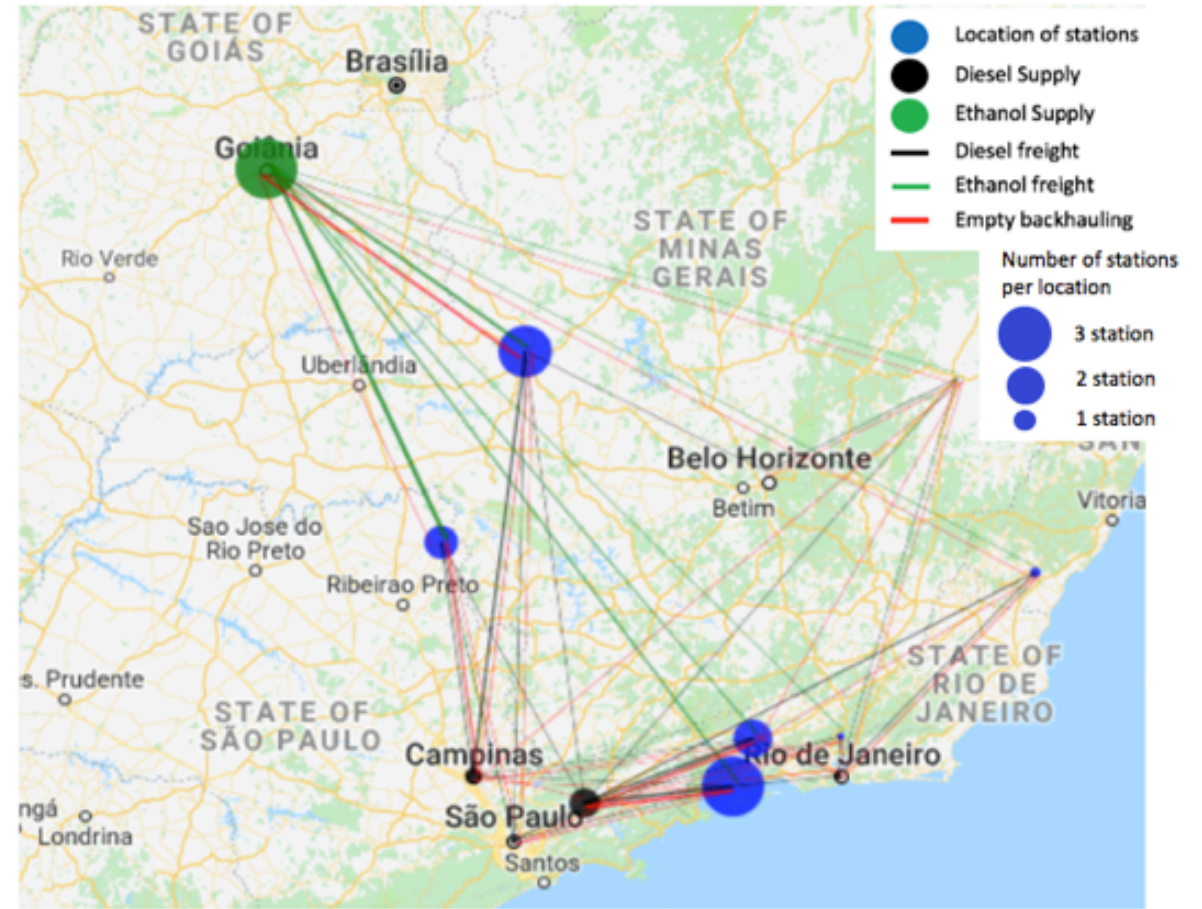 STATE OF
GOIÁS
Brasília
Goiânia
Rio Verde
STATE OF
MINAS
GERAIS
Uberlândia
Belo Horizonte
Betim
SAN
Vitoria
Sao Jose do
Rio Preto
Ribeirao Preto
s. Prudente
STATE OF
SÃO PAULO
STATE OF
RIO DE
JANEIRO
Campinas
Rio de Janeiro
São Paulo
ngá
Londrina
Santos
Location of stations
Diesel Supply
Ethanol Supply
Diesel freight
Ethanol freight
Empty backhauling
Number of stations
per location
3 station
2 station
1 station